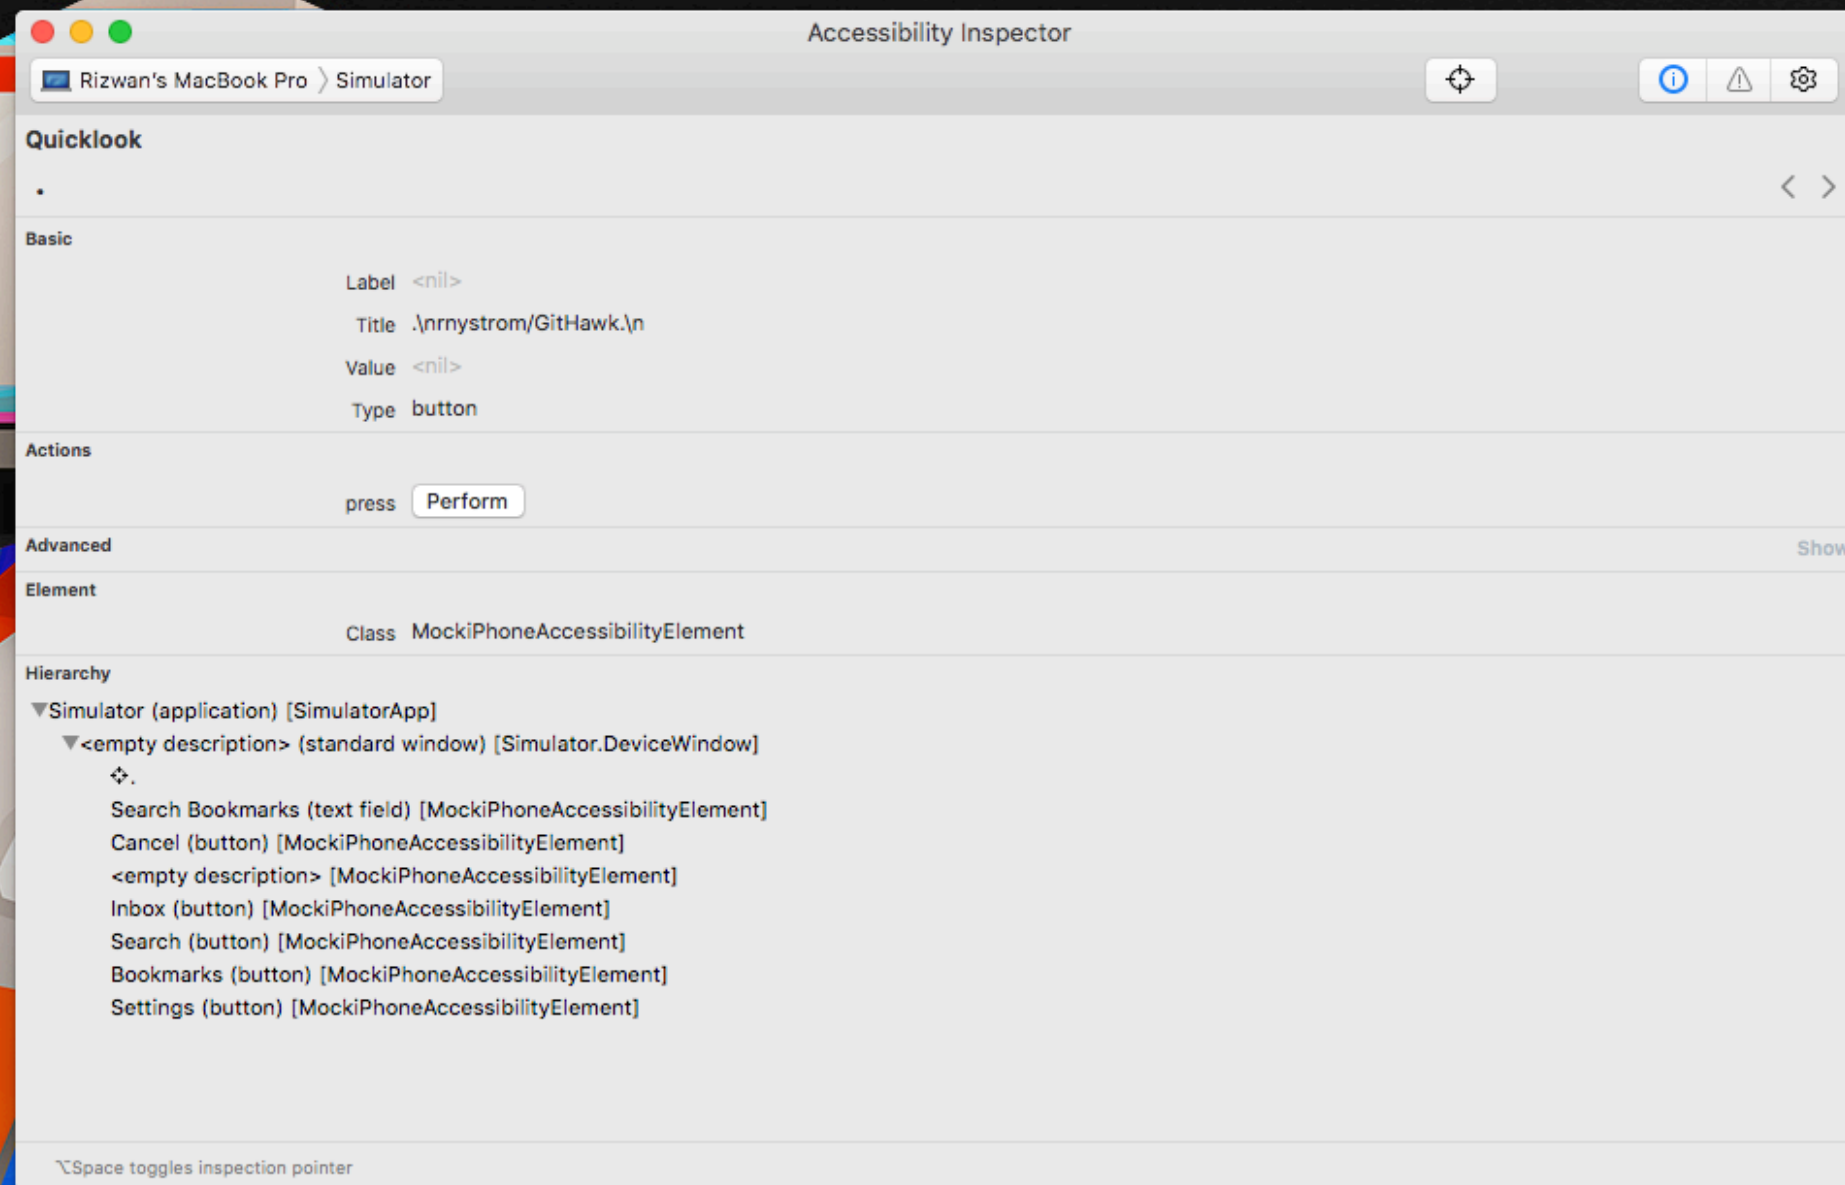 Accessibility Inspector
Rizwan's MacBook Pro 〉 Simulator
Quicklook
.
Basic
Label <nil>
Title .\nrnystrom/GitHawk.\n
Value <nil>
Type button
Actions
press Perform
Advanced Show
Element
Class MockiPhoneAccessibilityElement
Hierarchy
▼Simulator (application) [SimulatorApp]
▼<empty description> (standard window) [Simulator.DeviceWindow]
.
Search Bookmarks (text field) [MockiPhoneAccessibilityElement]
Cancel (button) [MockiPhoneAccessibilityElement]
<empty description> [MockiPhoneAccessibilityElement]
Inbox (button) [MockiPhoneAccessibilityElement]
Search (button) [MockiPhoneAccessibilityElement]
Bookmarks (button) [MockiPhoneAccessibilityElement]
Settings (button) [MockiPhoneAccessibilityElement]
⌥Space toggles inspection pointer